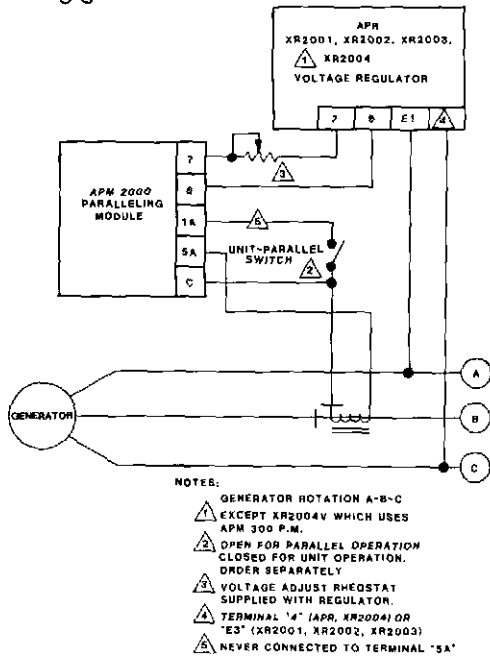 APR
XR2001, XR2002, XR2003,
1 XR2004
VOLTAGE REGULATOR
7 6 E1 4
APM 2000
PARALLELING
MODULE
7
6
1A
5A
C
3
5
UNIT-PARALLEL
SWITCH
2
GENERATOR
A
B
C
NOTES:
GENERATOR ROTATION A-B-C
1 EXCEPT XR2004V WHICH USES
APM 300 P.M.
2 OPEN FOR PARALLEL OPERATION
CLOSED FOR UNIT OPERATION.
ORDER SEPARATELY
3 VOLTAGE ADJUST RHEOSTAT
SUPPLIED WITH REGULATOR.
4 TERMINAL "4" (APR, XR2004) OR
"E3" (XR2001, XR2002, XR2003)
5 NEVER CONNECTED TO TERMINAL "5A"